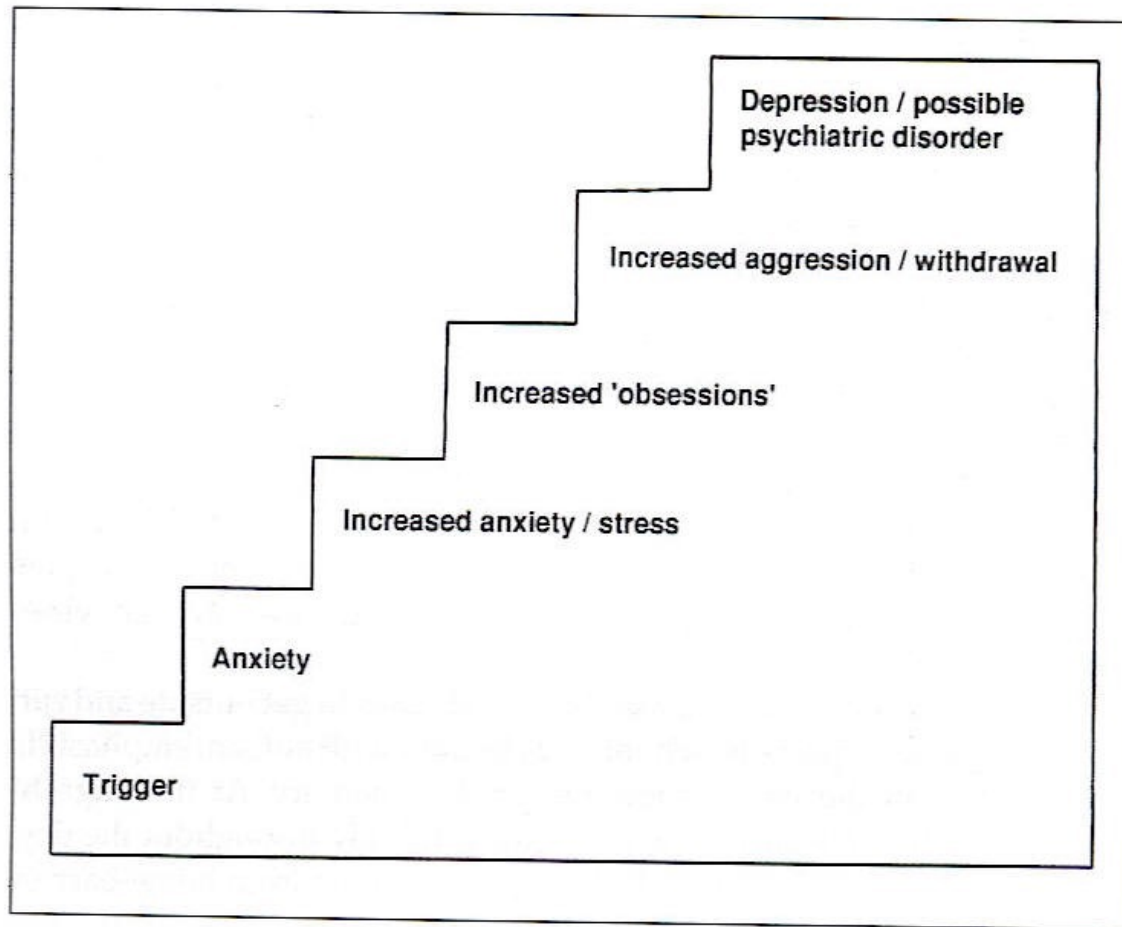 Depression / possible
psychiatric disorder
Increased aggression / withdrawal
Increased 'obsessions'
Increased anxiety / stress
Anxiety
Trigger